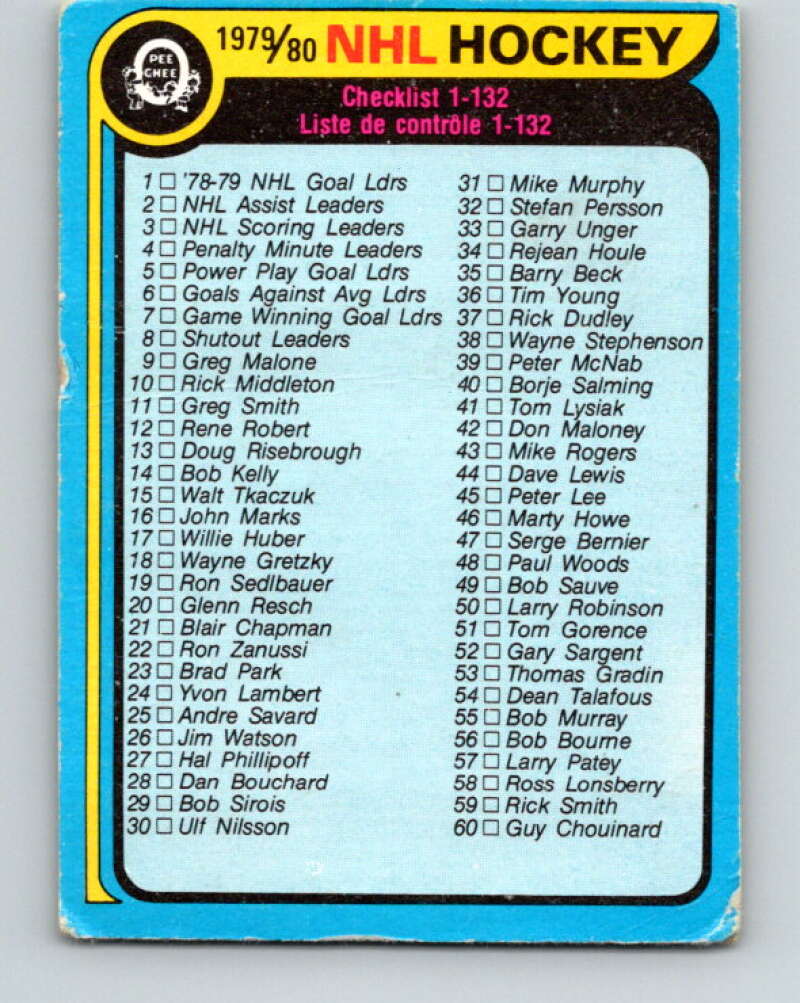 O
PEE
CHEE
1979/80 NHL HOCKEY
Checklist 1-132
Liste de contrôle 1-132
1 □ '78-79 NHL Goal Ldrs
2 □ NHL Assist Leaders
3 □ NHL Scoring Leaders
4 □ Penalty Minute Leaders
5 □ Power Play Goal Ldrs
6 □ Goals Against Avg Ldrs
7 □ Game Winning Goal Ldrs
8 □ Shutout Leaders
9 □ Greg Malone
10 □ Rick Middleton
11 □ Greg Smith
12 □ Rene Robert
13 □ Doug Risebrough
14 □ Bob Kelly
15 □ Walt Tkaczuk
16 □ John Marks
17 □ Willie Huber
18 □ Wayne Gretzky
19 □ Ron Sedlbauer
20 □ Glenn Resch
21 □ Blair Chapman
22 □ Ron Zanussi
23 □ Brad Park
24 □ Yvon Lambert
25 □ Andre Savard
26 □ Jim Watson
27 □ Hal Phillipoff
28 □ Dan Bouchard
29 □ Bob Sirois
30 □ Ulf Nilsson
31 □ Mike Murphy
32 □ Stefan Persson
33 □ Garry Unger
34 □ Rejean Houle
35 □ Barry Beck
36 □ Tim Young
37 □ Rick Dudley
38 □ Wayne Stephenson
39 □ Peter McNab
40 □ Borje Salming
41 □ Tom Lysiak
42 □ Don Maloney
43 □ Mike Rogers
44 □ Dave Lewis
45 □ Peter Lee
46 □ Marty Howe
47 □ Serge Bernier
48 □ Paul Woods
49 □ Bob Sauve
50 □ Larry Robinson
51 □ Tom Gorence
52 □ Gary Sargent
53 □ Thomas Gradin
54 □ Dean Talafous
55 □ Bob Murray
56 □ Bob Bourne
57 □ Larry Patey
58 □ Ross Lonsberry
59 □ Rick Smith
60 □ Guy Chouinard